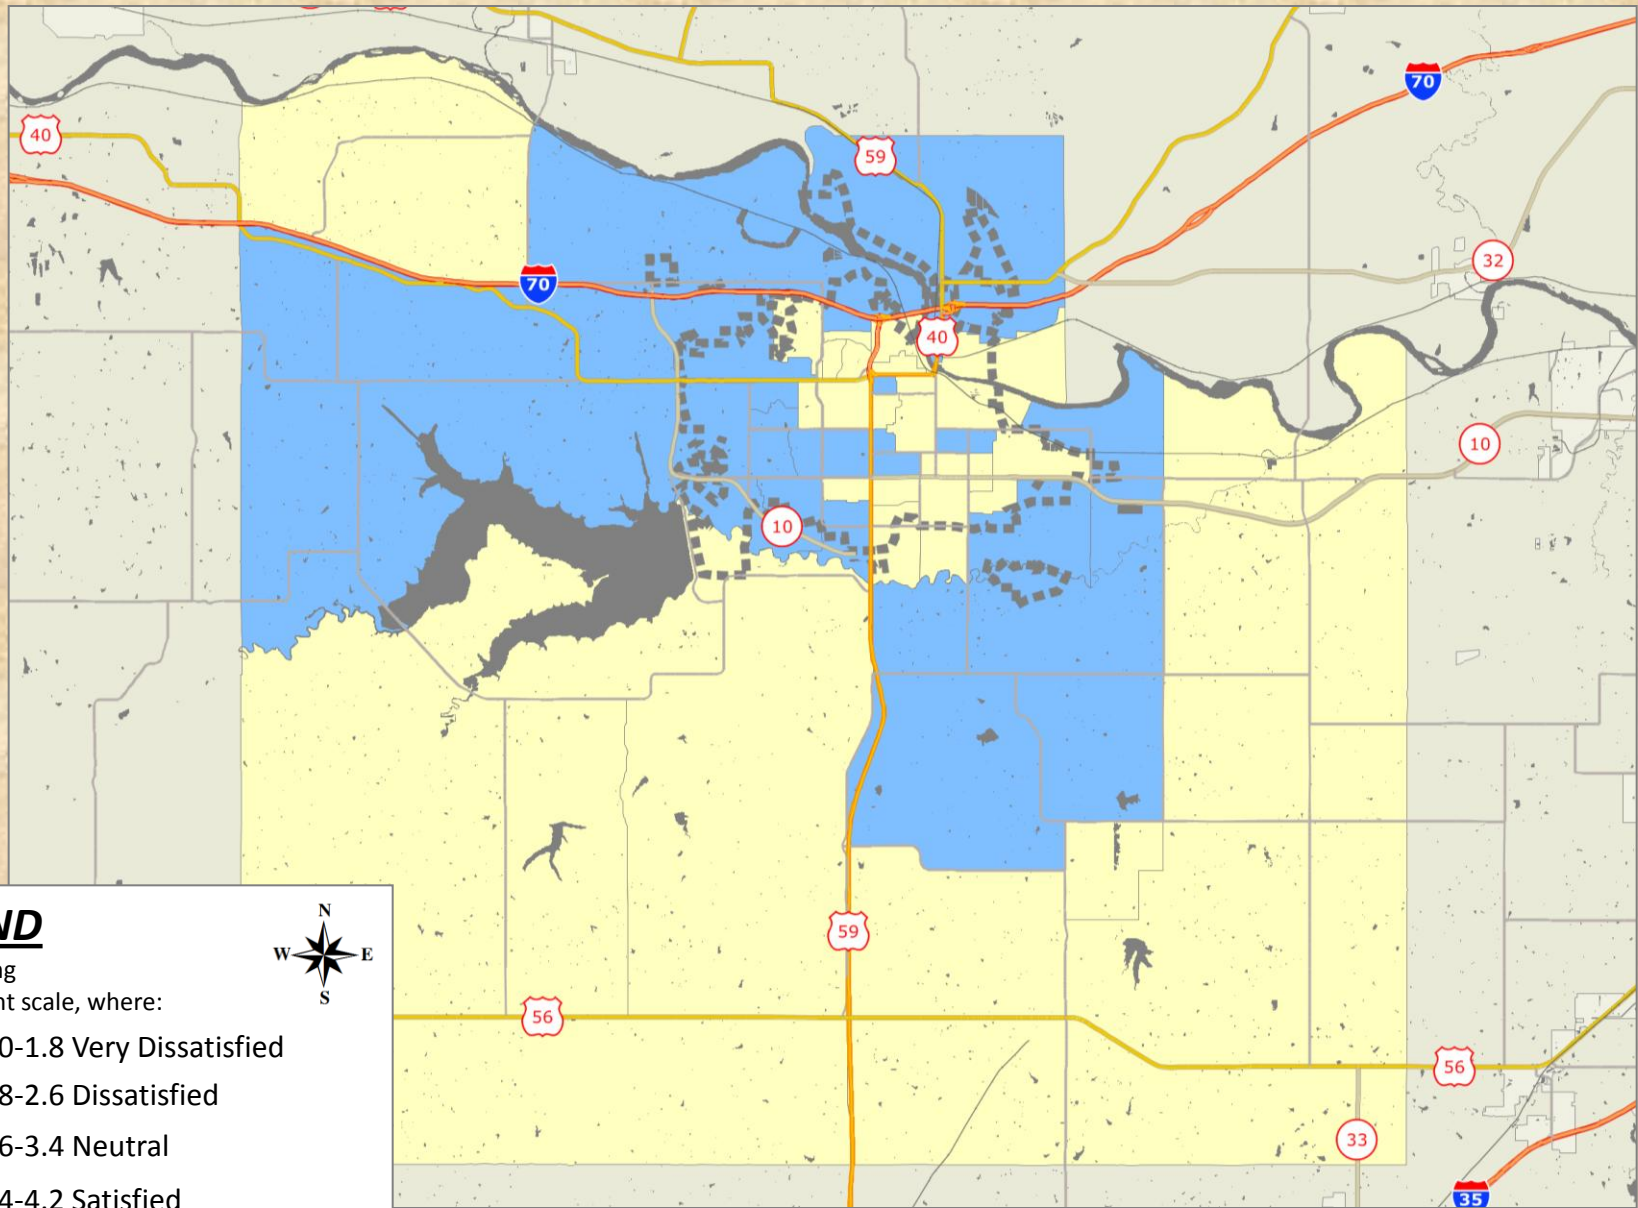 70
40
59
32
70
40
10
10
59
56
56
33
35
ND
N
W E
S
ng
nt scale, where:
0-1.8 Very Dissatisfied
8-2.6 Dissatisfied
6-3.4 Neutral
4-4.2 Satisfied